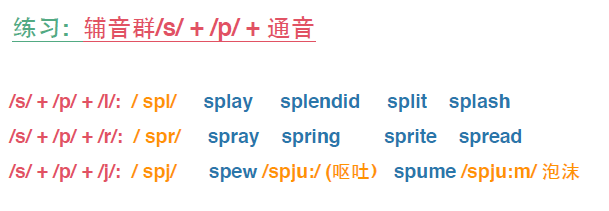 练习：辅音群/s/ + /p/ + 通音
/s/ + /p/ + /l/: / spl/ splay splendid split splash
/s/ + /p/ + /r/: / spr/ spray spring sprite spread
/s/ + /p/ + /j/: / spj/ spew /spju:/ (呕吐） spume /spju:m/ 泡沫